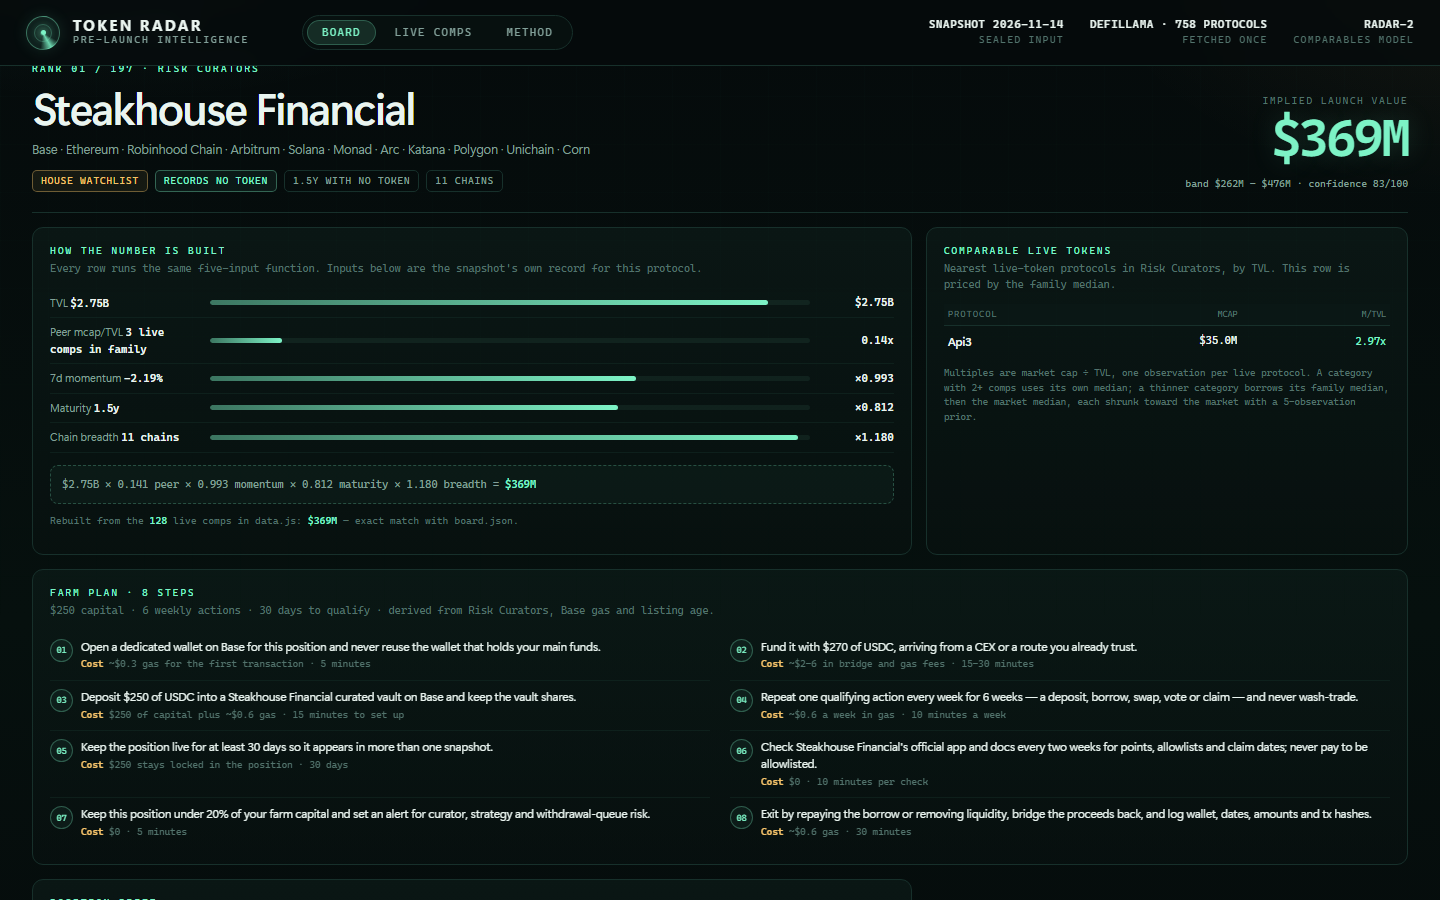 TOKEN RADAR
PRE-LAUNCH INTELLIGENCE
BOARD
LIVE COMPS
METHOD
SNAPSHOT 2026-11-14
SEALED INPUT
DEFILLAMA · 758 PROTOCOLS
FETCHED ONCE
RADAR-2
COMPARABLES MODEL
RANK 01 / 197 · RISK CURATORS
Steakhouse Financial
Base · Ethereum · Robinhood Chain · Arbitrum · Solana · Monad · Arc · Katana · Polygon · Unichain · Corn
HOUSE WATCHLIST
RECORDS NO TOKEN
1.5Y WITH NO TOKEN
11 CHAINS
IMPLIED LAUNCH VALUE
$369M
band $262M – $476M · confidence 83/100
HOW THE NUMBER IS BUILT
Every row runs the same five-input function. Inputs below are the snapshot's own record for this protocol.
TVL $2.75B
$2.75B
Peer mcap/TVL 3 live
comps in family
0.14x
7d momentum −2.19%
×0.993
Maturity 1.5y
×0.812
Chain breadth 11 chains
×1.180
$2.75B × 0.141 peer × 0.993 momentum × 0.812 maturity × 1.180 breadth = $369M
Rebuilt from the 128 live comps in data.js: $369M — exact match with board.json.
COMPARABLE LIVE TOKENS
Nearest live-token protocols in Risk Curators, by TVL. This row is
priced by the family median.
PROTOCOL
MCAP
M/TVL
Api3
$35.0M
2.97x
Multiples are market cap ÷ TVL, one observation per live protocol. A category
with 2+ comps uses its own median; a thinner category borrows its family median,
then the market median, each shrunk toward the market with a 5-observation
prior.
FARM PLAN · 8 STEPS
$250 capital · 6 weekly actions · 30 days to qualify · derived from Risk Curators, Base gas and listing age.
01
Open a dedicated wallet on Base for this position and never reuse the wallet that holds your main funds.
Cost ~$0.3 gas for the first transaction · 5 minutes
02
Fund it with $270 of USDC, arriving from a CEX or a route you already trust.
Cost ~$2–6 in bridge and gas fees · 15–30 minutes
03
Deposit $250 of USDC into a Steakhouse Financial curated vault on Base and keep the vault shares.
Cost $250 of capital plus ~$0.6 gas · 15 minutes to set up
04
Repeat one qualifying action every week for 6 weeks — a deposit, borrow, swap, vote or claim — and never wash-trade.
Cost ~$0.6 a week in gas · 10 minutes a week
05
Keep the position live for at least 30 days so it appears in more than one snapshot.
Cost $250 stays locked in the position · 30 days
06
Check Steakhouse Financial's official app and docs every two weeks for points, allowlists and claim dates; never pay to be
allowlisted.
Cost $0 · 10 minutes per check
07
Keep this position under 20% of your farm capital and set an alert for curator, strategy and withdrawal-queue risk.
Cost $0 · 5 minutes
08
Exit by repaying the borrow or removing liquidity, bridge the proceeds back, and log wallet, dates, amounts and tx hashes.
Cost ~$0.6 gas · 30 minutes